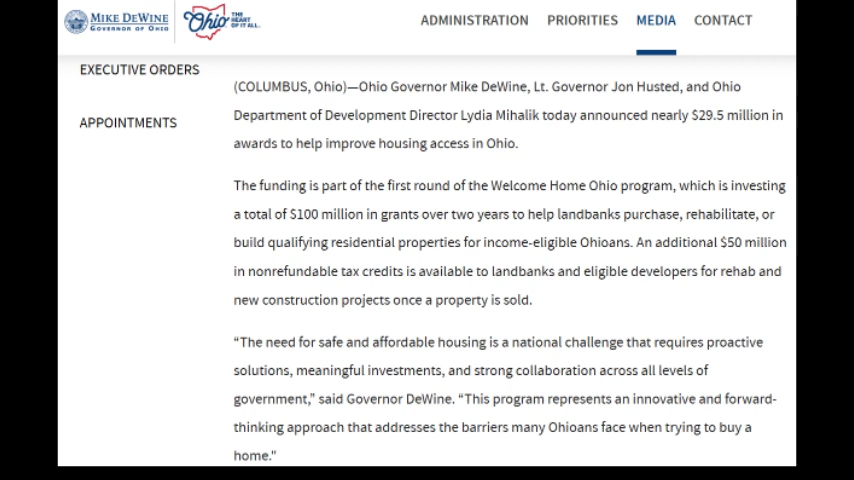 MIKE DEWINE
GOVERNOR OF OHIO
Ohio THE HEART OF IT ALL.
ADMINISTRATION PRIORITIES MEDIA CONTACT
EXECUTIVE ORDERS
APPOINTMENTS
(COLUMBUS, Ohio)—Ohio Governor Mike DeWine, Lt. Governor Jon Husted, and Ohio
Department of Development Director Lydia Mihalik today announced nearly $29.5 million in
awards to help improve housing access in Ohio.
The funding is part of the first round of the Welcome Home Ohio program, which is investing
a total of $100 million in grants over two years to help landbanks purchase, rehabilitate, or
build qualifying residential properties for income-eligible Ohioans. An additional $50 million
in nonrefundable tax credits is available to landbanks and eligible developers for rehab and
new construction projects once a property is sold.
“The need for safe and affordable housing is a national challenge that requires proactive
solutions, meaningful investments, and strong collaboration across all levels of
government,” said Governor DeWine. “This program represents an innovative and forward-
thinking approach that addresses the barriers many Ohioans face when trying to buy a
home."